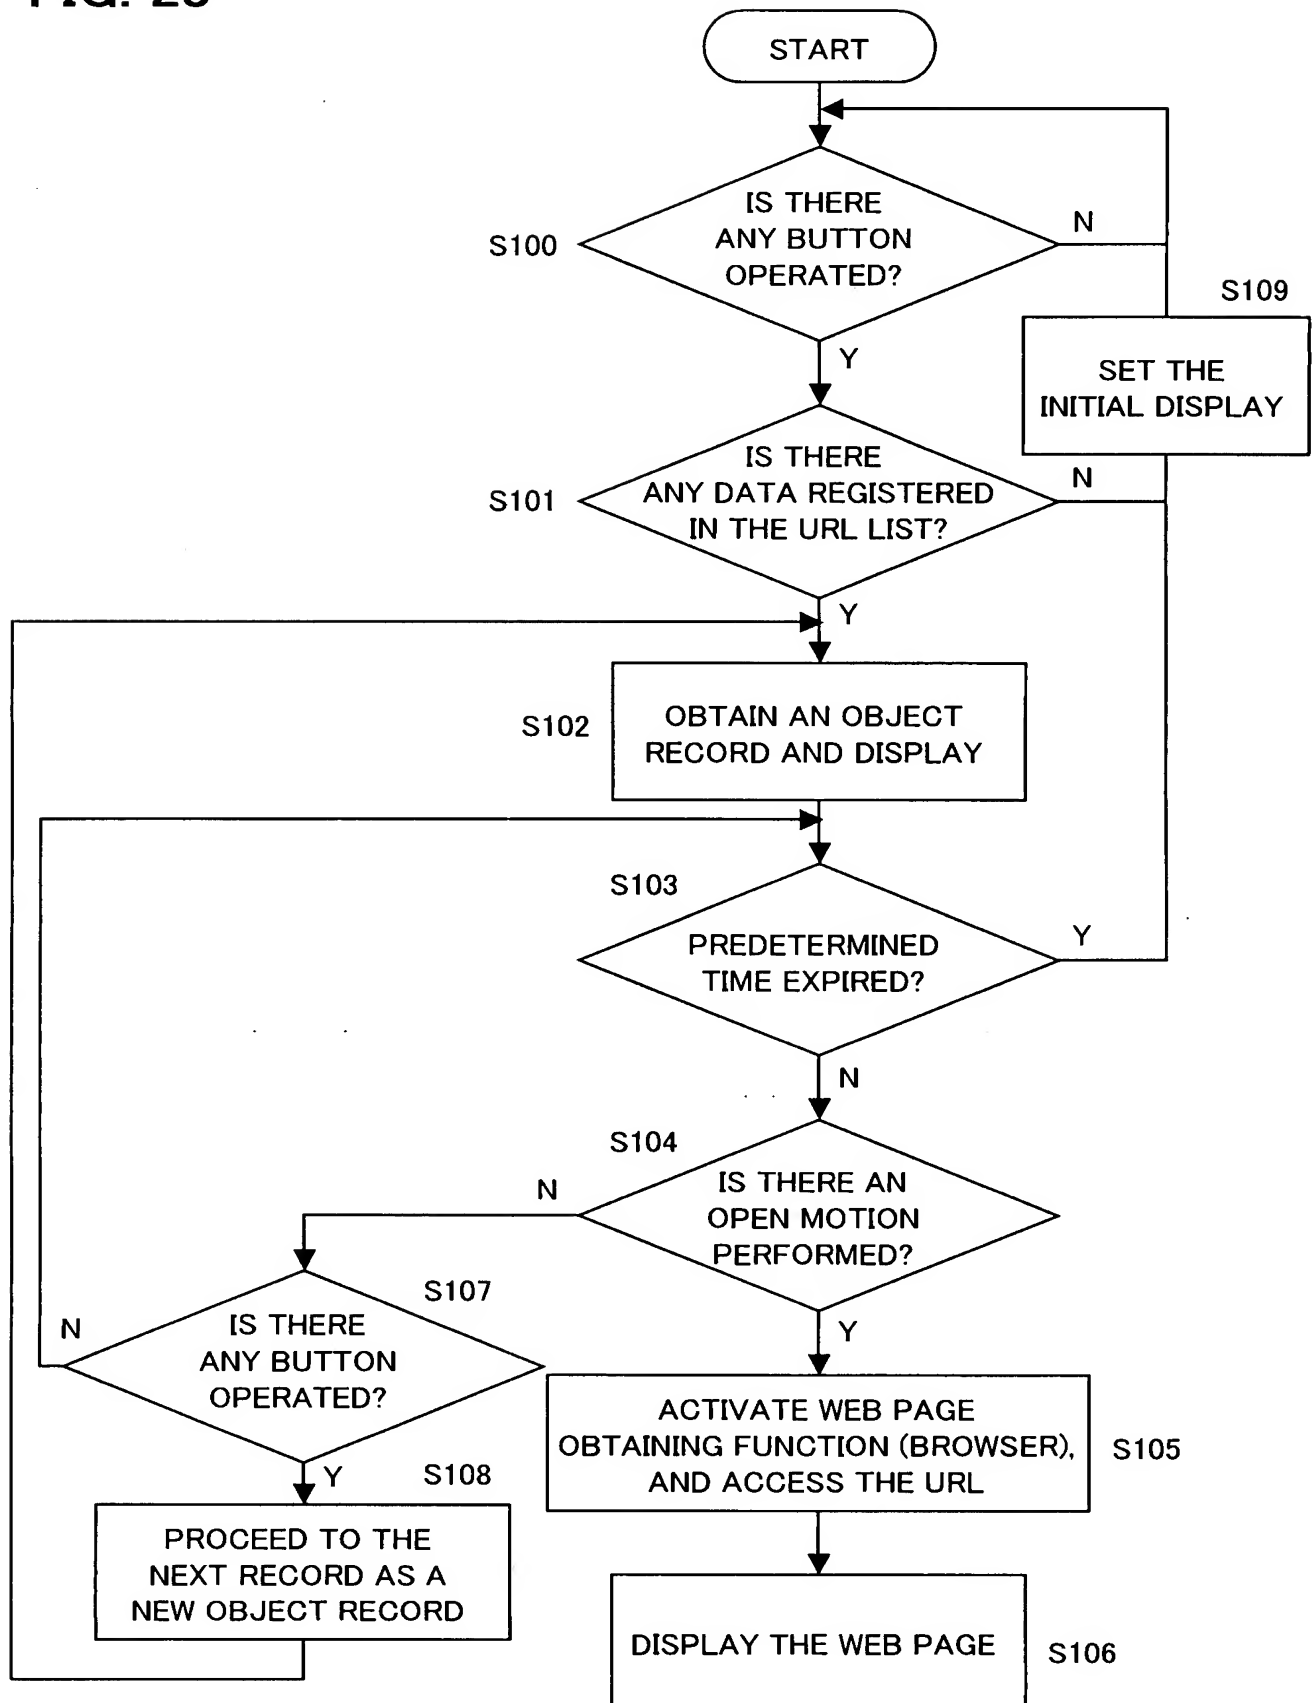 START
IS THERE
ANY BUTTON
OPERATED?
N
S100
S109
Y
SET THE
INITIAL DISPLAY
IS THERE
ANY DATA REGISTERED
IN THE URL LIST?
N
S101
Y
S102
OBTAIN AN OBJECT
RECORD AND DISPLAY
S103
PREDETERMINED
TIME EXPIRED?
Y
N
S104
IS THERE AN
OPEN MOTION
PERFORMED?
N
Y
S107
IS THERE
ANY BUTTON
OPERATED?
N
Y
S108
ACTIVATE WEB PAGE
OBTAINING FUNCTION (BROWSER),
AND ACCESS THE URL
S105
PROCEED TO THE
NEXT RECORD AS A
NEW OBJECT RECORD
DISPLAY THE WEB PAGE
S106